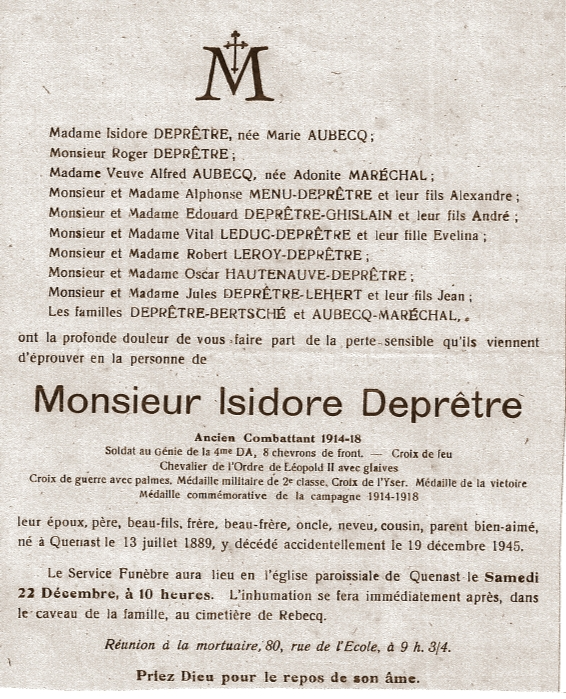 M
Madame Isidore DEPRÊTRE, née Marie AUBECQ ;
Monsieur Roger DEPRÊTRE ;
Madame Veuve Alfred AUBECQ, née Adonite MARÉCHAL ;
Monsieur et Madame Alphonse MENU-DEPRÊTRE et leur fils Alexandre ;
Monsieur et Madame Edouard DEPRÊTRE-GHISLAIN et leur fils André ;
Monsieur et Madame Vital LEDUC-DEPRÊTRE et leur fille Evelina ;
Monsieur et Madame Robert LEROY-DEPRÊTRE ;
Monsieur et Madame Oscar HAUTENAUVE-DEPRÊTRE ;
Monsieur et Madame Jules DEPRÊTRE-LEHERT et leur fils Jean ;
Les familles DEPRÊTRE-BERTSCHÉ et AUBECQ-MARÉCHAL,
ont la profonde douleur de vous faire part de la perte sensible qu'ils viennent
d'éprouver en la personne de
Monsieur Isidore Deprêtre
Ancien Combattant 1914-18
Soldat au Génie de la 4me DA, 8 chevrons de front. — Croix de feu
Chevalier de l'Ordre de Léopold II avec glaives
Croix de guerre avec palmes, Médaille militaire de 2e classe, Croix de l'Yser. Médaille de la victoire
Médaille commémorative de la campagne 1914-1918
leur époux, père, beau-fils, frère, beau-frère, oncle, neveu, cousin, parent bien-aimé,
né à Quenast le 13 juillet 1889, y décédé accidentellement le 19 décembre 1945.
Le Service Funèbre aura lieu en l'église paroissiale de Quenast le Samedi
22 Décembre, à 10 heures. L'inhumation se fera immédiatement après, dans
le caveau de la famille, au cimetière de Rebecq.
Réunion à la mortuaire, 80, rue de l'Ecole, à 9 h. 3/4.
Priez Dieu pour le repos de son âme.